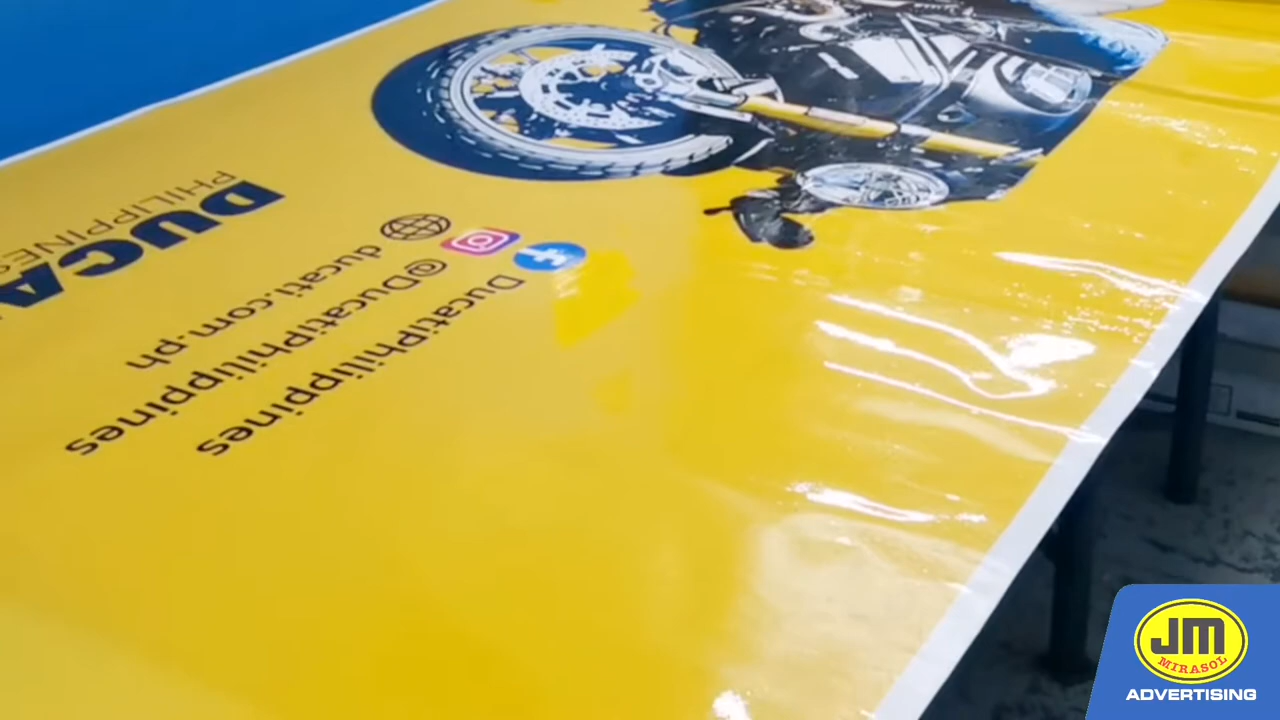 DUCA
PHILIPPINES
ducati.com.ph
@DucatiPhilippines
DucatiPhilippines
JM
MIRASOL
ADVERTISING